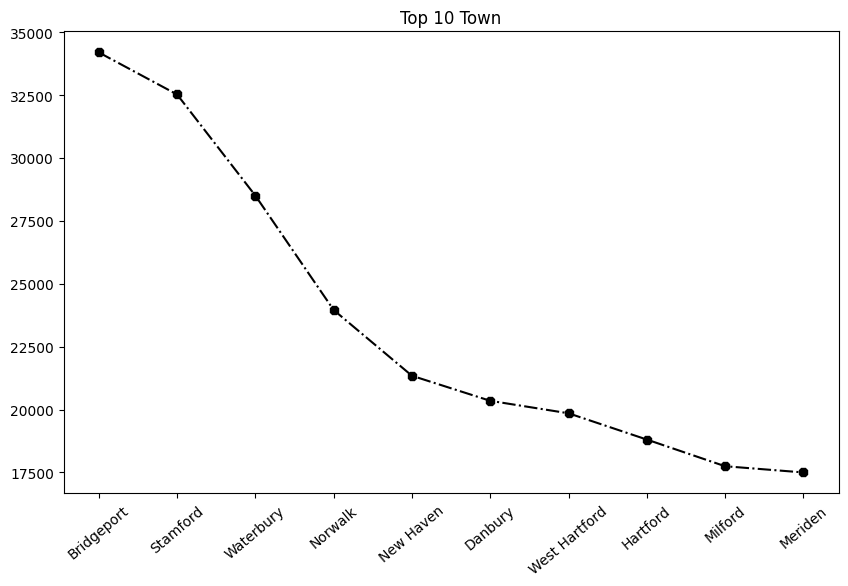 Top 10 Town
35000
32500
30000
27500
25000
22500
20000
17500
Bridgeport
Stamford
Waterbury
Norwalk
New Haven
Danbury
West Hartford
Hartford
Milford
Meriden